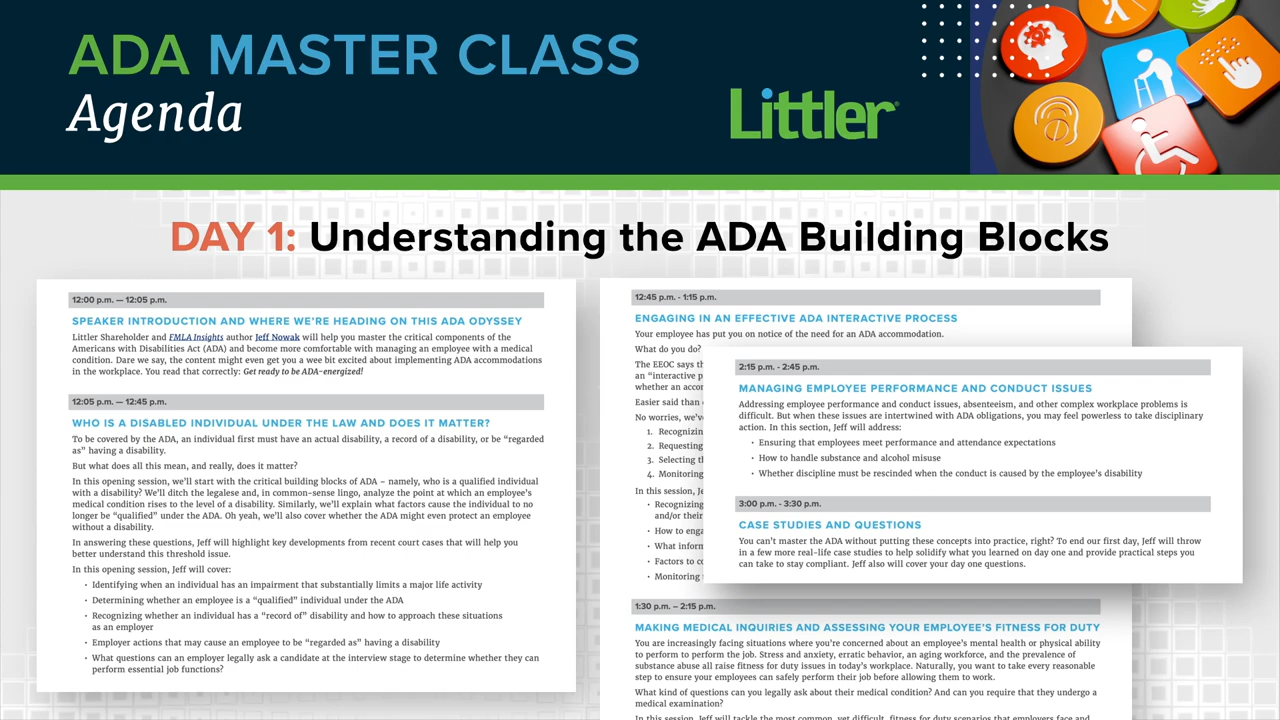 ADA MASTER CLASS
Agenda
Littler
DAY 1: Understanding the ADA Building Blocks
12:00 p.m. — 12:05 p.m.
SPEAKER INTRODUCTION AND WHERE WE'RE HEADING ON THIS ADA ODYSSEY
Littler Shareholder and FMLA Insights author Jeff Nowak will help you master the critical components of the
Americans with Disabilities Act (ADA) and become more comfortable with managing an employee with a medical
condition. Dare we say, the content might even get you a wee bit excited about implementing ADA accommodations
in the workplace. You read that correctly: Get ready to be ADA-energized!
12:05 p.m. — 12:45 p.m.
WHO IS A DISABLED INDIVIDUAL UNDER THE LAW AND DOES IT MATTER?
To be covered by the ADA, an individual first must have an actual disability, a record of a disability, or be “regarded
as” having a disability.
But what does all this mean, and really, does it matter?
In this opening session, we'll start with the critical building blocks of ADA – namely, who is a qualified individual
with a disability? We'll ditch the legalese and, in common-sense lingo, analyze the point at which an employee's
medical condition rises to the level of a disability. Similarly, we'll explain what factors cause the individual to no
longer be “qualified” under the ADA. Oh yeah, we'll also cover whether the ADA might even protect an employee
without a disability.
In answering these questions, Jeff will highlight key developments from recent court cases that will help you
better understand this threshold issue.
In this opening session, Jeff will cover:
• Identifying when an individual has an impairment that substantially limits a major life activity
• Determining whether an employee is a “qualified” individual under the ADA
• Recognizing whether an individual has a “record of” disability and how to approach these situations
as an employer
• Employer actions that may cause an employee to be “regarded as” having a disability
• What questions can an employer legally ask a candidate at the interview stage to determine whether they can
perform essential job functions?
12:45 p.m. - 1:15 p.m.
ENGAGING IN AN EFFECTIVE ADA INTERACTIVE PROCESS
Your employee has put you on notice of the need for an ADA accommodation.
What do you do?
The EEOC says th
an “interactive p
whether an accor
Easier said than
No worries, we'v
1. Recognizin
2. Requesting
3. Selecting th
4. Monitoring
In this session, Je
• Recognizing
and/or their
• How to enga
• What inform
• Factors to co
• Monitoring
2:15 p.m. - 2:45 p.m.
MANAGING EMPLOYEE PERFORMANCE AND CONDUCT ISSUES
Addressing employee performance and conduct issues, absenteeism, and other complex workplace problems is
difficult. But when these issues are intertwined with ADA obligations, you may feel powerless to take disciplinary
action. In this section, Jeff will address:
• Ensuring that employees meet performance and attendance expectations
• How to handle substance and alcohol misuse
• Whether discipline must be rescinded when the conduct is caused by the employee's disability
3:00 p.m. - 3:30 p.m.
CASE STUDIES AND QUESTIONS
You can't master the ADA without putting these concepts into practice, right? To end our first day, Jeff will throw
in a few more real-life case studies to help solidify what you learned on day one and provide practical steps you
can take to stay compliant. Jeff also will cover your day one questions.
1:30 p.m. – 2:15 p.m.
MAKING MEDICAL INQUIRIES AND ASSESSING YOUR EMPLOYEE'S FITNESS FOR DUTY
You are increasingly facing situations where you're concerned about an employee's mental health or physical ability
to perform to perform the job. Stress and anxiety, erratic behavior, an aging workforce, and the prevalence of
substance abuse all raise fitness for duty issues in today's workplace. Naturally, you want to take every reasonable
step to ensure your employees can safely perform their job before allowing them to work.
What kind of questions can you legally ask about their medical condition? And can you require that they undergo a
medical examination?
In this session, Jeff will tackle the most common, yet difficult, fitness for duty scenarios that employers face and